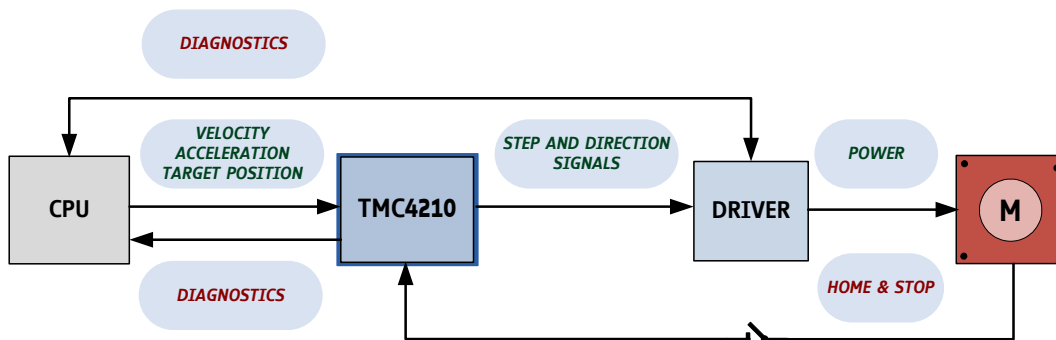 DIAGNOSTICS
VELOCITY
ACCELERATION
TARGET POSITION
STEP AND DIRECTION
SIGNALS
POWER
CPU
TMC4210
DRIVER
M
DIAGNOSTICS
HOME & STOP